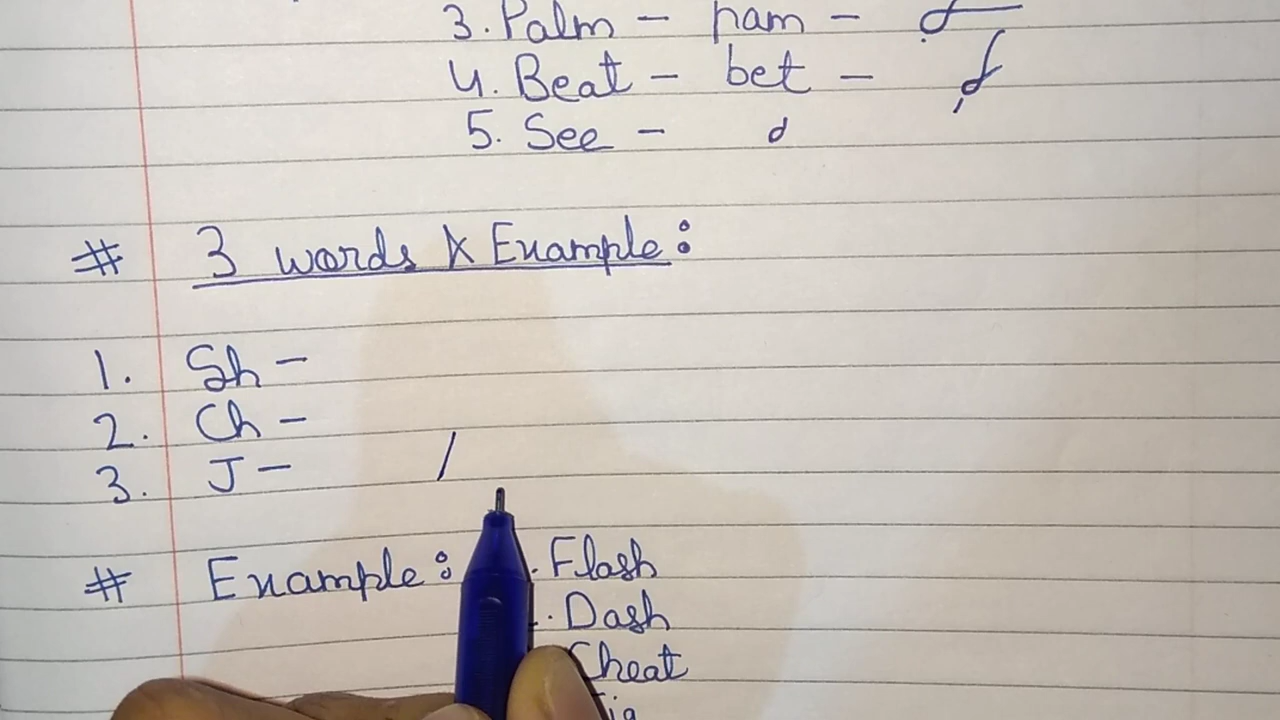 3. Palm - pam -
4. Beat - bet -
5. See -
# 3 words & Example:
1. Sh -
2. Ch -
3. J - /
# Example: . Flash
. Dash
Cheat